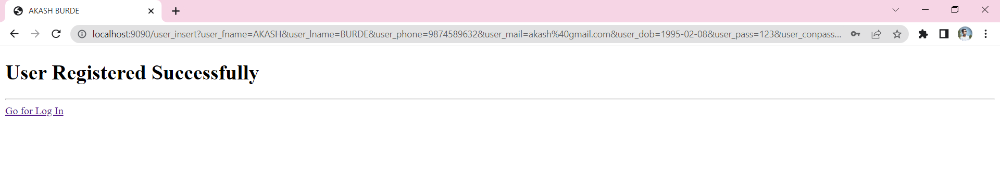 AKASH BURDE
localhost:9090/user_insert?user_fname=AKASH&user_lname=BURDE&user_phone=9874589632&user_mail=akash%40gmail.com&user_dob=1995-02-08&user_pass=123&user_conpass...
User Registered Successfully
Go for Log In